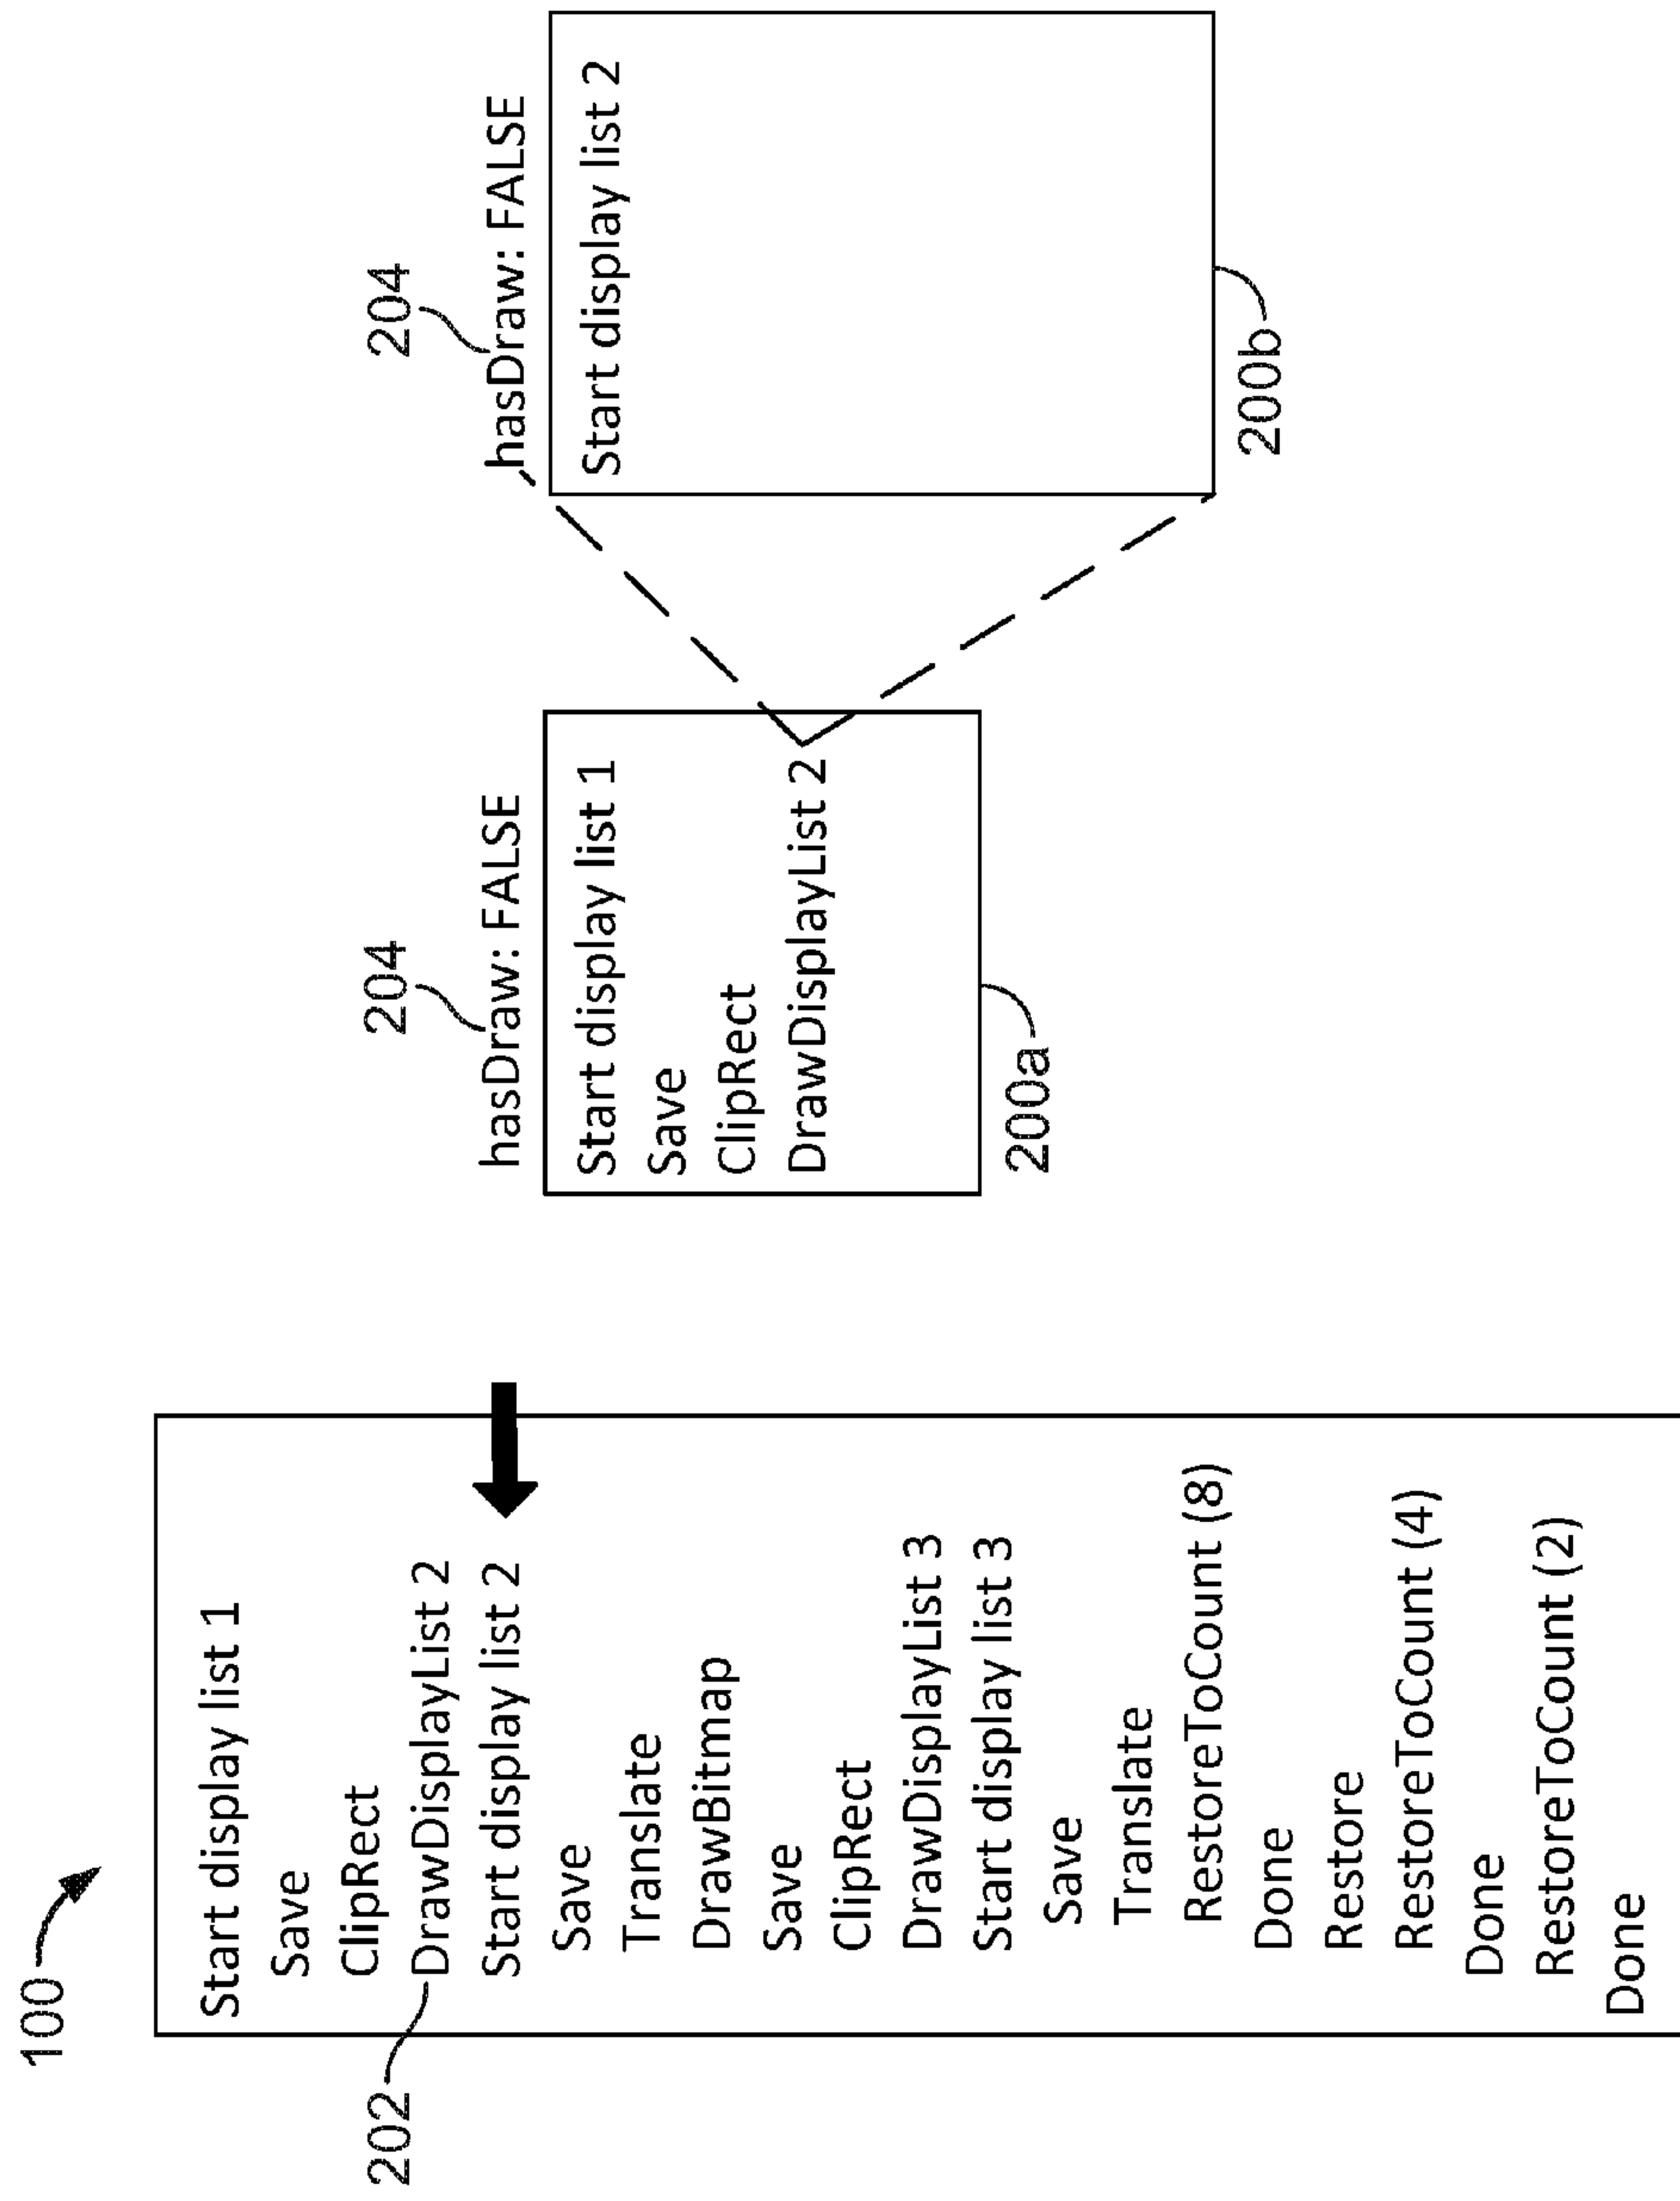 100
Start display list 1
Save
ClipRect
202
DrawDisplayList 2
Start display list 2
Save
Translate
DrawBitmap
Save
ClipRect
DrawDisplayList 3
Start display list 3
Save
Translate
RestoreToCount (8)
Done
Restore
RestoreToCount (4)
Done
RestoreToCount (2)
Done
204
hasDraw: FALSE
Start display list 1
Save
ClipRect
DrawDisplayList 2
200a
204
hasDraw: FALSE
Start display list 2
200b